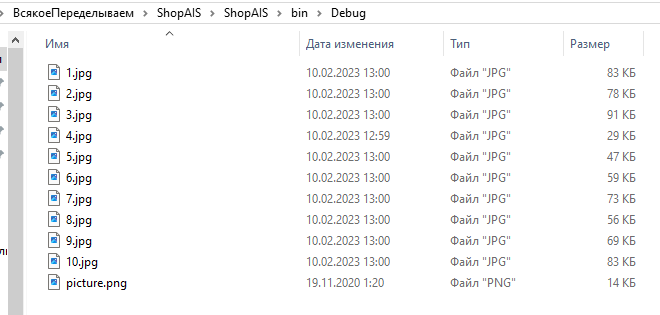 ВсякоеПеределываем > ShopAIS > ShopAIS > bin > Debug
Имя Дата изменения Тип Размер
1.jpg 10.02.2023 13:00 Файл "JPG" 83 КБ
2.jpg 10.02.2023 13:00 Файл "JPG" 78 КБ
3.jpg 10.02.2023 13:00 Файл "JPG" 91 КБ
4.jpg 10.02.2023 12:59 Файл "JPG" 29 КБ
5.jpg 10.02.2023 13:00 Файл "JPG" 47 КБ
6.jpg 10.02.2023 13:00 Файл "JPG" 59 КБ
7.jpg 10.02.2023 13:00 Файл "JPG" 73 КБ
8.jpg 10.02.2023 13:00 Файл "JPG" 56 КБ
9.jpg 10.02.2023 13:00 Файл "JPG" 69 КБ
10.jpg 10.02.2023 13:00 Файл "JPG" 83 КБ
picture.png 19.11.2020 1:20 Файл "PNG" 14 КБ